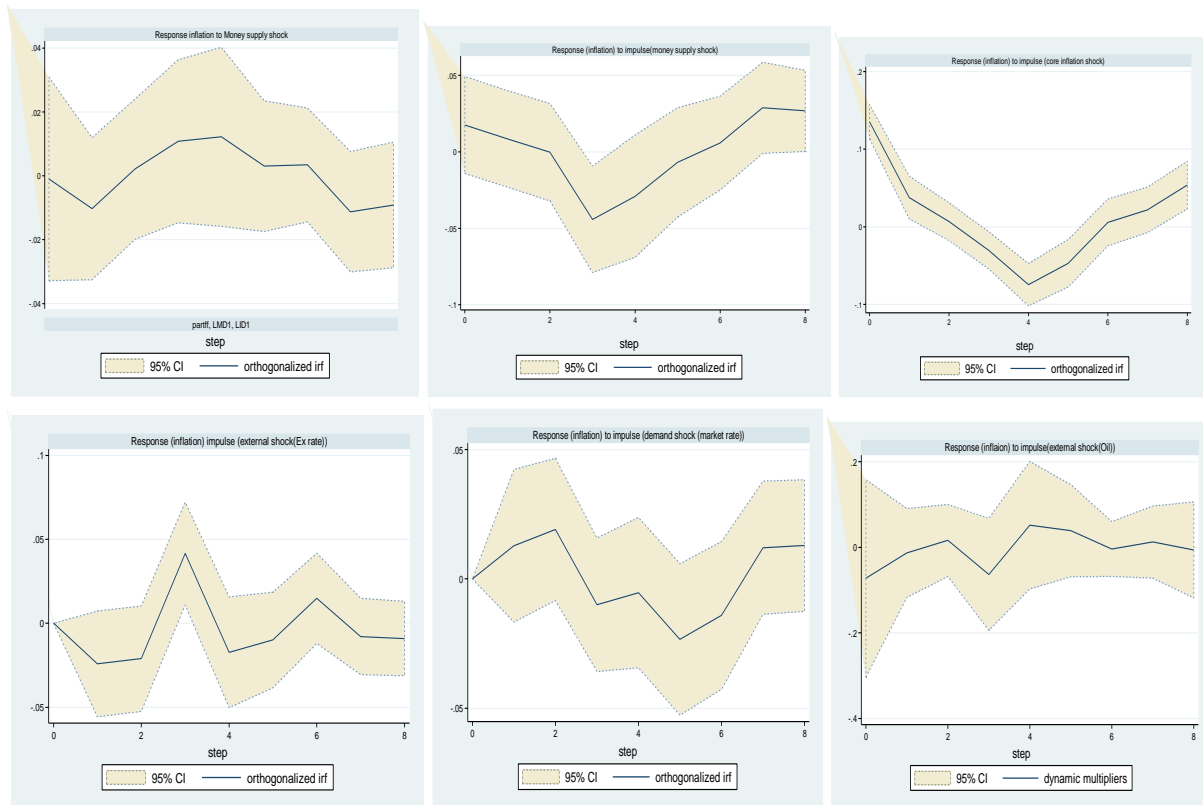 Response inflation to Money supply shock
.04
.02
0
-.02
-.04
partff, LMD1, LID1
step
95% CI orthogonalized irf
Response (inflation) to impulse(money supply shock)
.05
0
-.05
-.1
0 2 4 6 8
step
95% CI orthogonalized irf
Response (inflation) to impulse (core inflation shock)
.2
.1
0
-.1
0 2 4 6 8
step
95% CI orthogonalized irf
Response (inflation) impulse (external shock(Ex rate))
.1
.05
0
-.05
0 2 4 6 8
step
95% CI orthogonalized irf
Response (inflation) to impulse (demand shock (market rate))
.05
0
-.05
0 2 4 6 8
step
95% CI orthogonalized irf
Response (inflaion) to impulse(external shock(Oil))
.2
0
-.2
-.4
0 2 4 6 8
step
95% CI dynamic multipliers